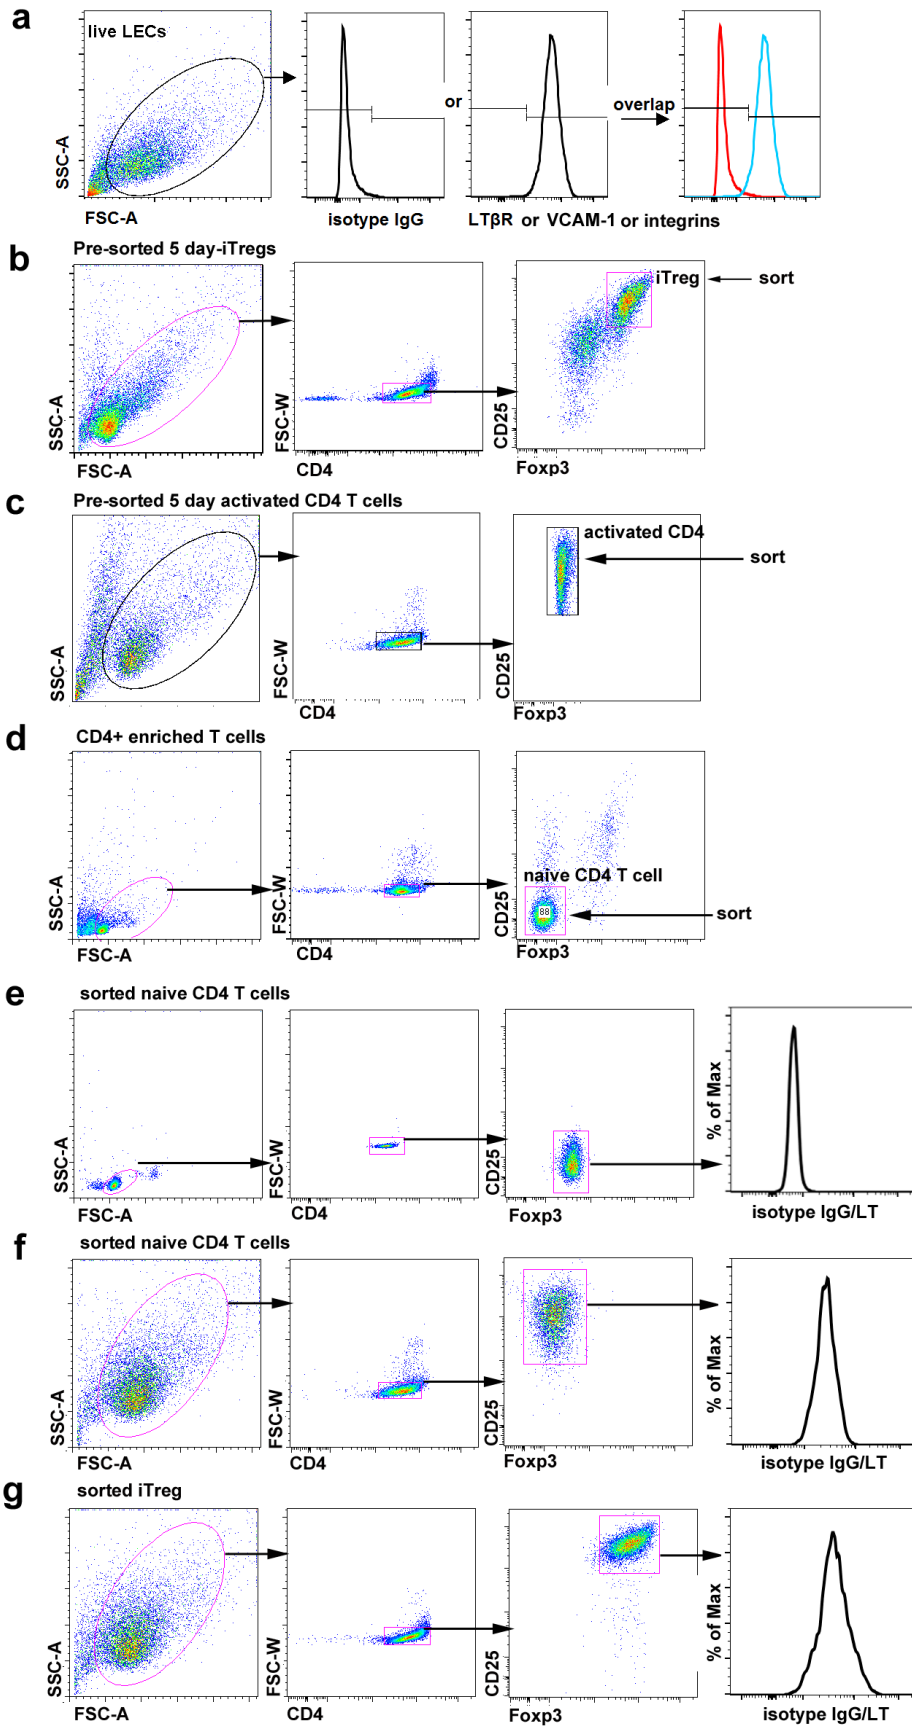 a
live LECs
SSC-A
FSC-A
isotype IgG
or
LTβR or VCAM-1 or integrins
overlap
b
Pre-sorted 5 day-iTregs
SSC-A
FSC-A
FSC-W
CD4
iTreg
sort
CD25
Foxp3
c
Pre-sorted 5 day activated CD4 T cells
SSC-A
FSC-A
FSC-W
CD4
activated CD4
sort
CD25
Foxp3
d
CD4+ enriched T cells
SSC-A
FSC-A
FSC-W
CD4
naive CD4 T cell
88
sort
CD25
Foxp3
e
sorted naive CD4 T cells
SSC-A
FSC-A
FSC-W
CD4
CD25
Foxp3
% of Max
isotype IgG/LT
f
sorted naive CD4 T cells
SSC-A
FSC-A
FSC-W
CD4
CD25
Foxp3
% of Max
isotype IgG/LT
g
sorted iTreg
SSC-A
FSC-A
FSC-W
CD4
CD25
Foxp3
% of Max
isotype IgG/LT